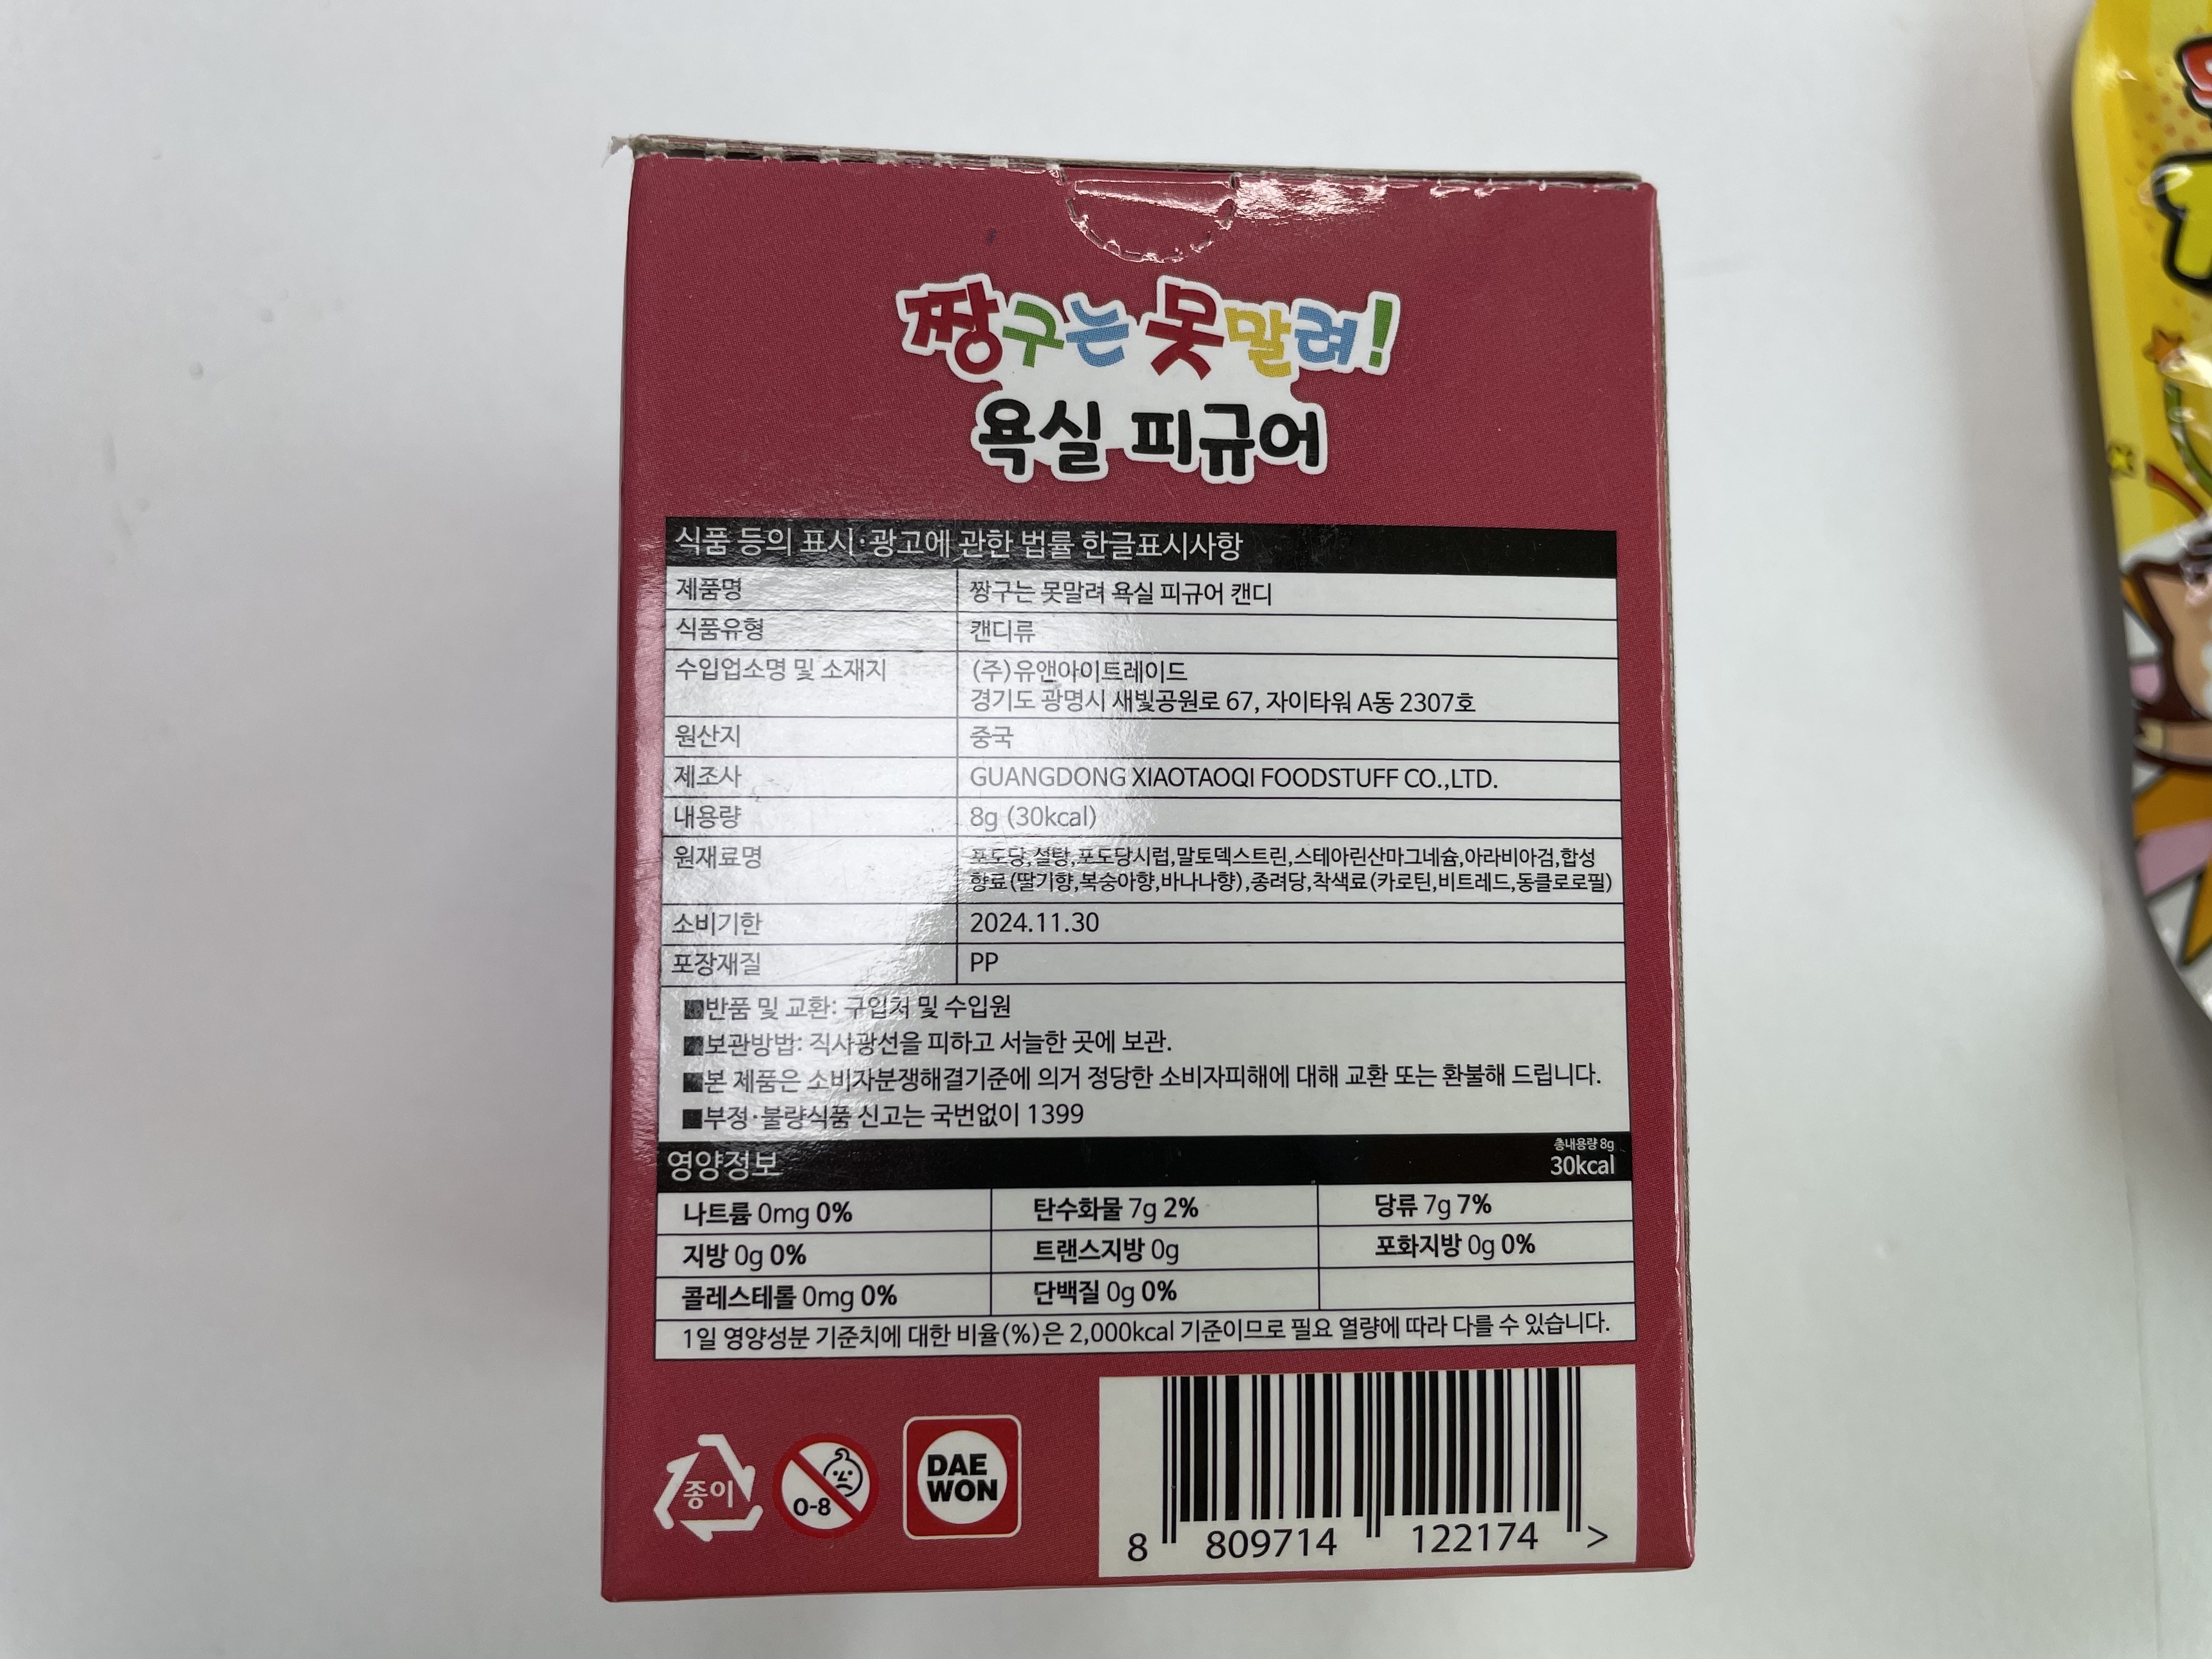 짱구는 못말려!
욕실 피규어
식품 등의 표시·광고에 관한 법률 한글표시사항
제품명 짱구는 못말려 욕실 피규어 캔디
식품유형 캔디류
수입업소명 및 소재지 (주)유앤아이트레이드
경기도 광명시 새빛공원로 67, 자이타워 A동 2307호
원산지 중국
제조사 GUANGDONG XIAOTAOQI FOODSTUFF CO.,LTD.
내용량 8g (30kcal)
원재료명 포도당,설탕,포도당시럽,말토덱스트린,스테아린산마그네슘,아라비아검,합성
향료(딸기향,복숭아향,바나나향),종려당,착색료(카로틴,비트레드,동클로로필)
소비기한 2024.11.30
포장재질 PP
■반품 및 교환: 구입처 및 수입원
■보관방법: 직사광선을 피하고 서늘한 곳에 보관.
■본 제품은 소비자분쟁해결기준에 의거 정당한 소비자피해에 대해 교환 또는 환불해 드립니다.
■부정·불량식품 신고는 국번없이 1399
총내용량 8g
영양정보 30kcal
나트륨 0mg 0% 탄수화물 7g 2% 당류 7g 7%
지방 0g 0% 트랜스지방 0g 포화지방 0g 0%
콜레스테롤 0mg 0% 단백질 0g 0%
1일 영양성분 기준치에 대한 비율(%)은 2,000kcal 기준이므로 필요 열량에 따라 다를 수 있습니다.
종이
0-8
DAE
WON
8 809714 122174 >